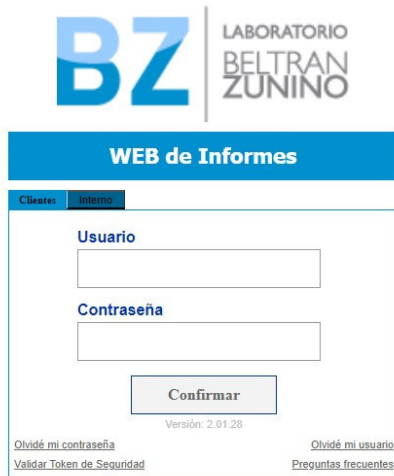 BZ
LABORATORIO
BELTRAN
ZUNINO
WEB de Informes
Clientes Interno
Usuario
Contraseña
Confirmar
Versión: 2.01.28
Olvidé mi contraseña Olvidé mi usuario
Validar Token de Seguridad Preguntas frecuentes